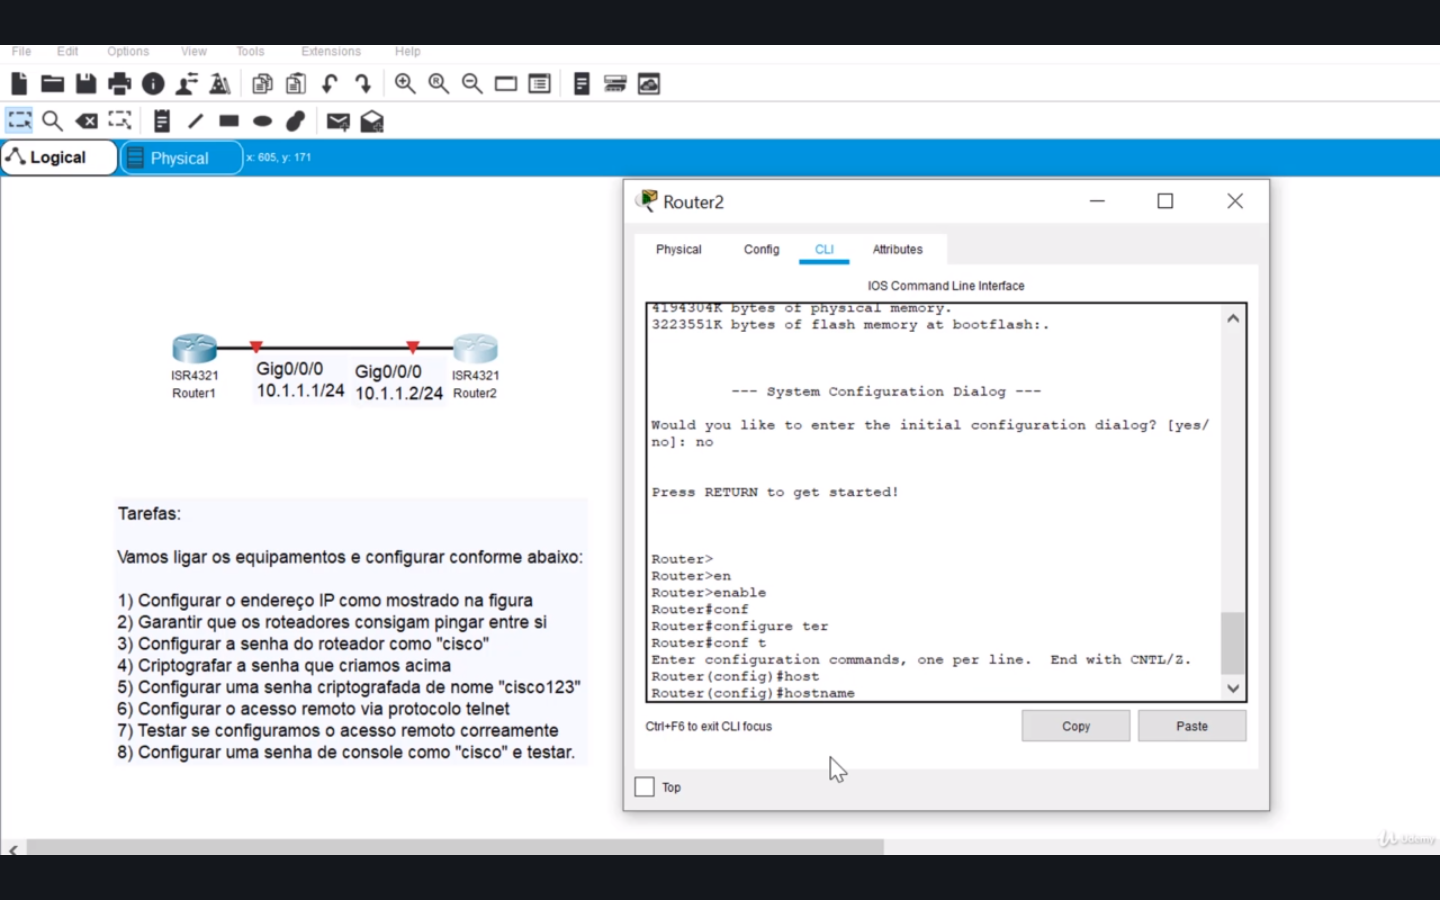 File Edit Options View Tools Extensions Help
Logical
Physical
x: 605, y: 171
Router2
Physical Config CLI Attributes
IOS Command Line Interface
4194304K bytes of physical memory.
3223551K bytes of flash memory at bootflash:.
--- System Configuration Dialog ---
Would you like to enter the initial configuration dialog? [yes/
no]: no
Press RETURN to get started!
Router>
Router>en
Router>enable
Router#conf
Router#configure ter
Router#conf t
Enter configuration commands, one per line.  End with CNTL/Z.
Router(config)#host
Router(config)#hostname
Ctrl+F6 to exit CLI focus
Copy
Paste
Top
ISR4321
Router1
Gig0/0/0
10.1.1.1/24
Gig0/0/0
10.1.1.2/24
ISR4321
Router2
Tarefas:
Vamos ligar os equipamentos e configurar conforme abaixo:
1) Configurar o endereço IP como mostrado na figura
2) Garantir que os roteadores consigam pingar entre si
3) Configurar a senha do roteador como "cisco"
4) Criptografar a senha que criamos acima
5) Configurar uma senha criptografada de nome "cisco123"
6) Configurar o acesso remoto via protocolo telnet
7) Testar se configuramos o acesso remoto correamente
8) Configurar uma senha de console como "cisco" e testar.
Udemy